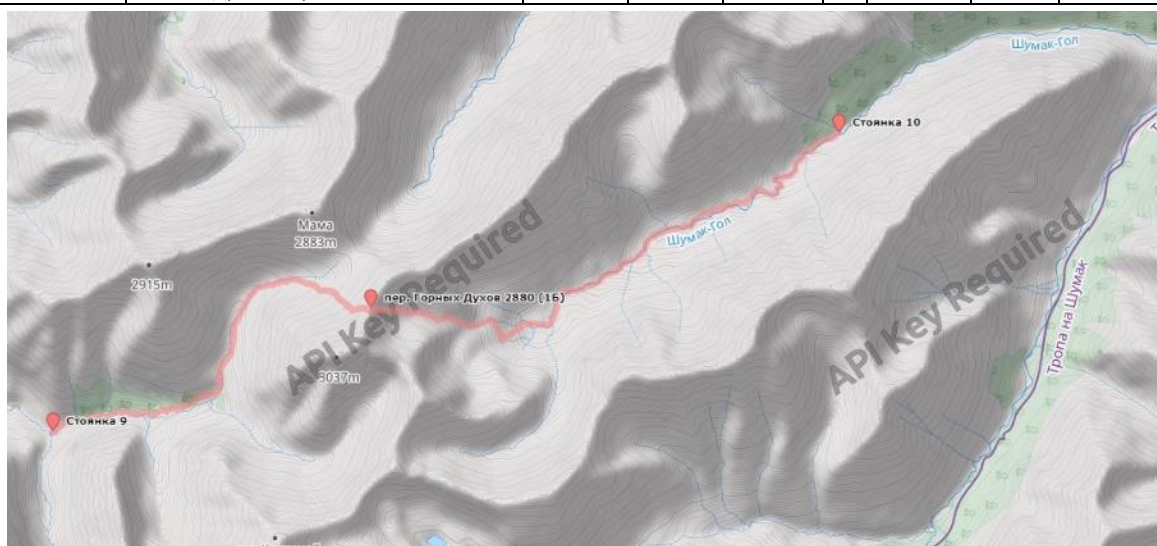 Шумак-Гол
Стоянка 10
Мама
2883m
Шумак-Гол
2915m
пер. Горных Духов 2880 (1б)
API Key Required
API Key Required
3037m
Тропа на Шумак
Стоянка 9